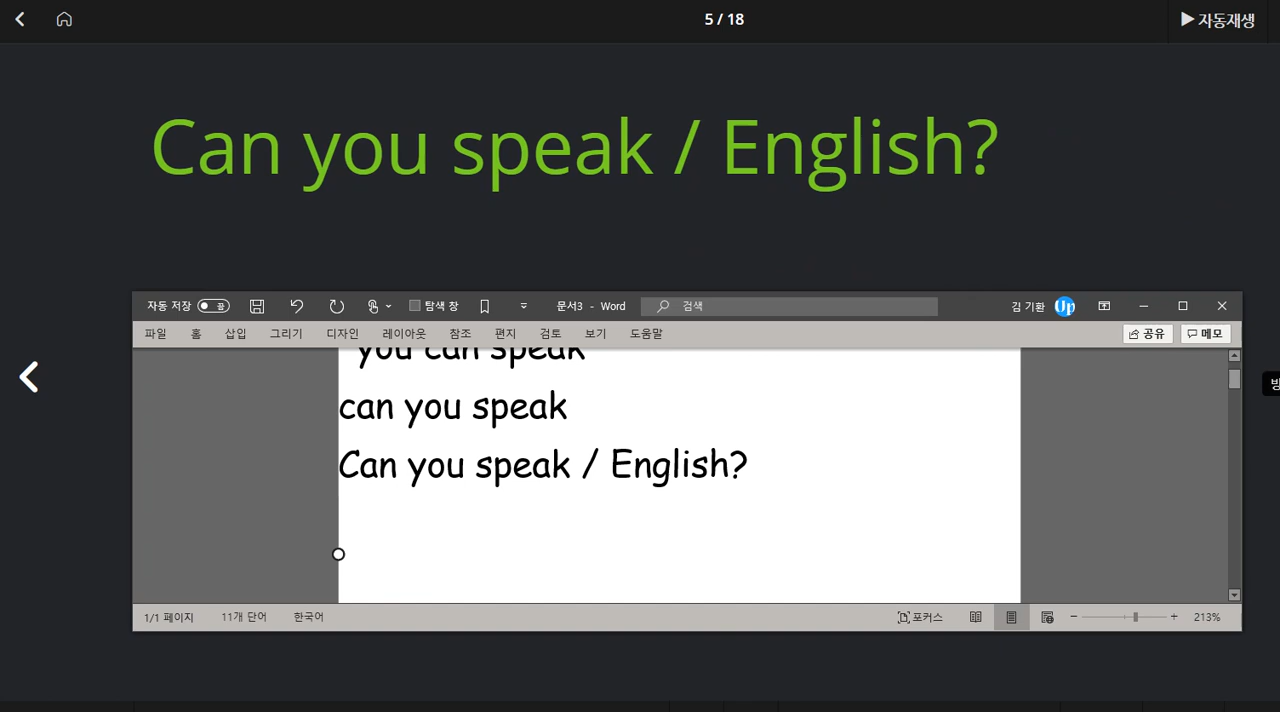 5 / 18
▶ 자동재생
Can you speak / English?
자동 저장 끔
탐색 창
문서3 - Word
검색
김 기환
Up
파일 홈 삽입 그리기 디자인 레이아웃 참조 편지 검토 보기 도움말
공유 메모
you can speak
can you speak
Can you speak / English?
1/1 페이지 11개 단어 한국어
포커스
213%